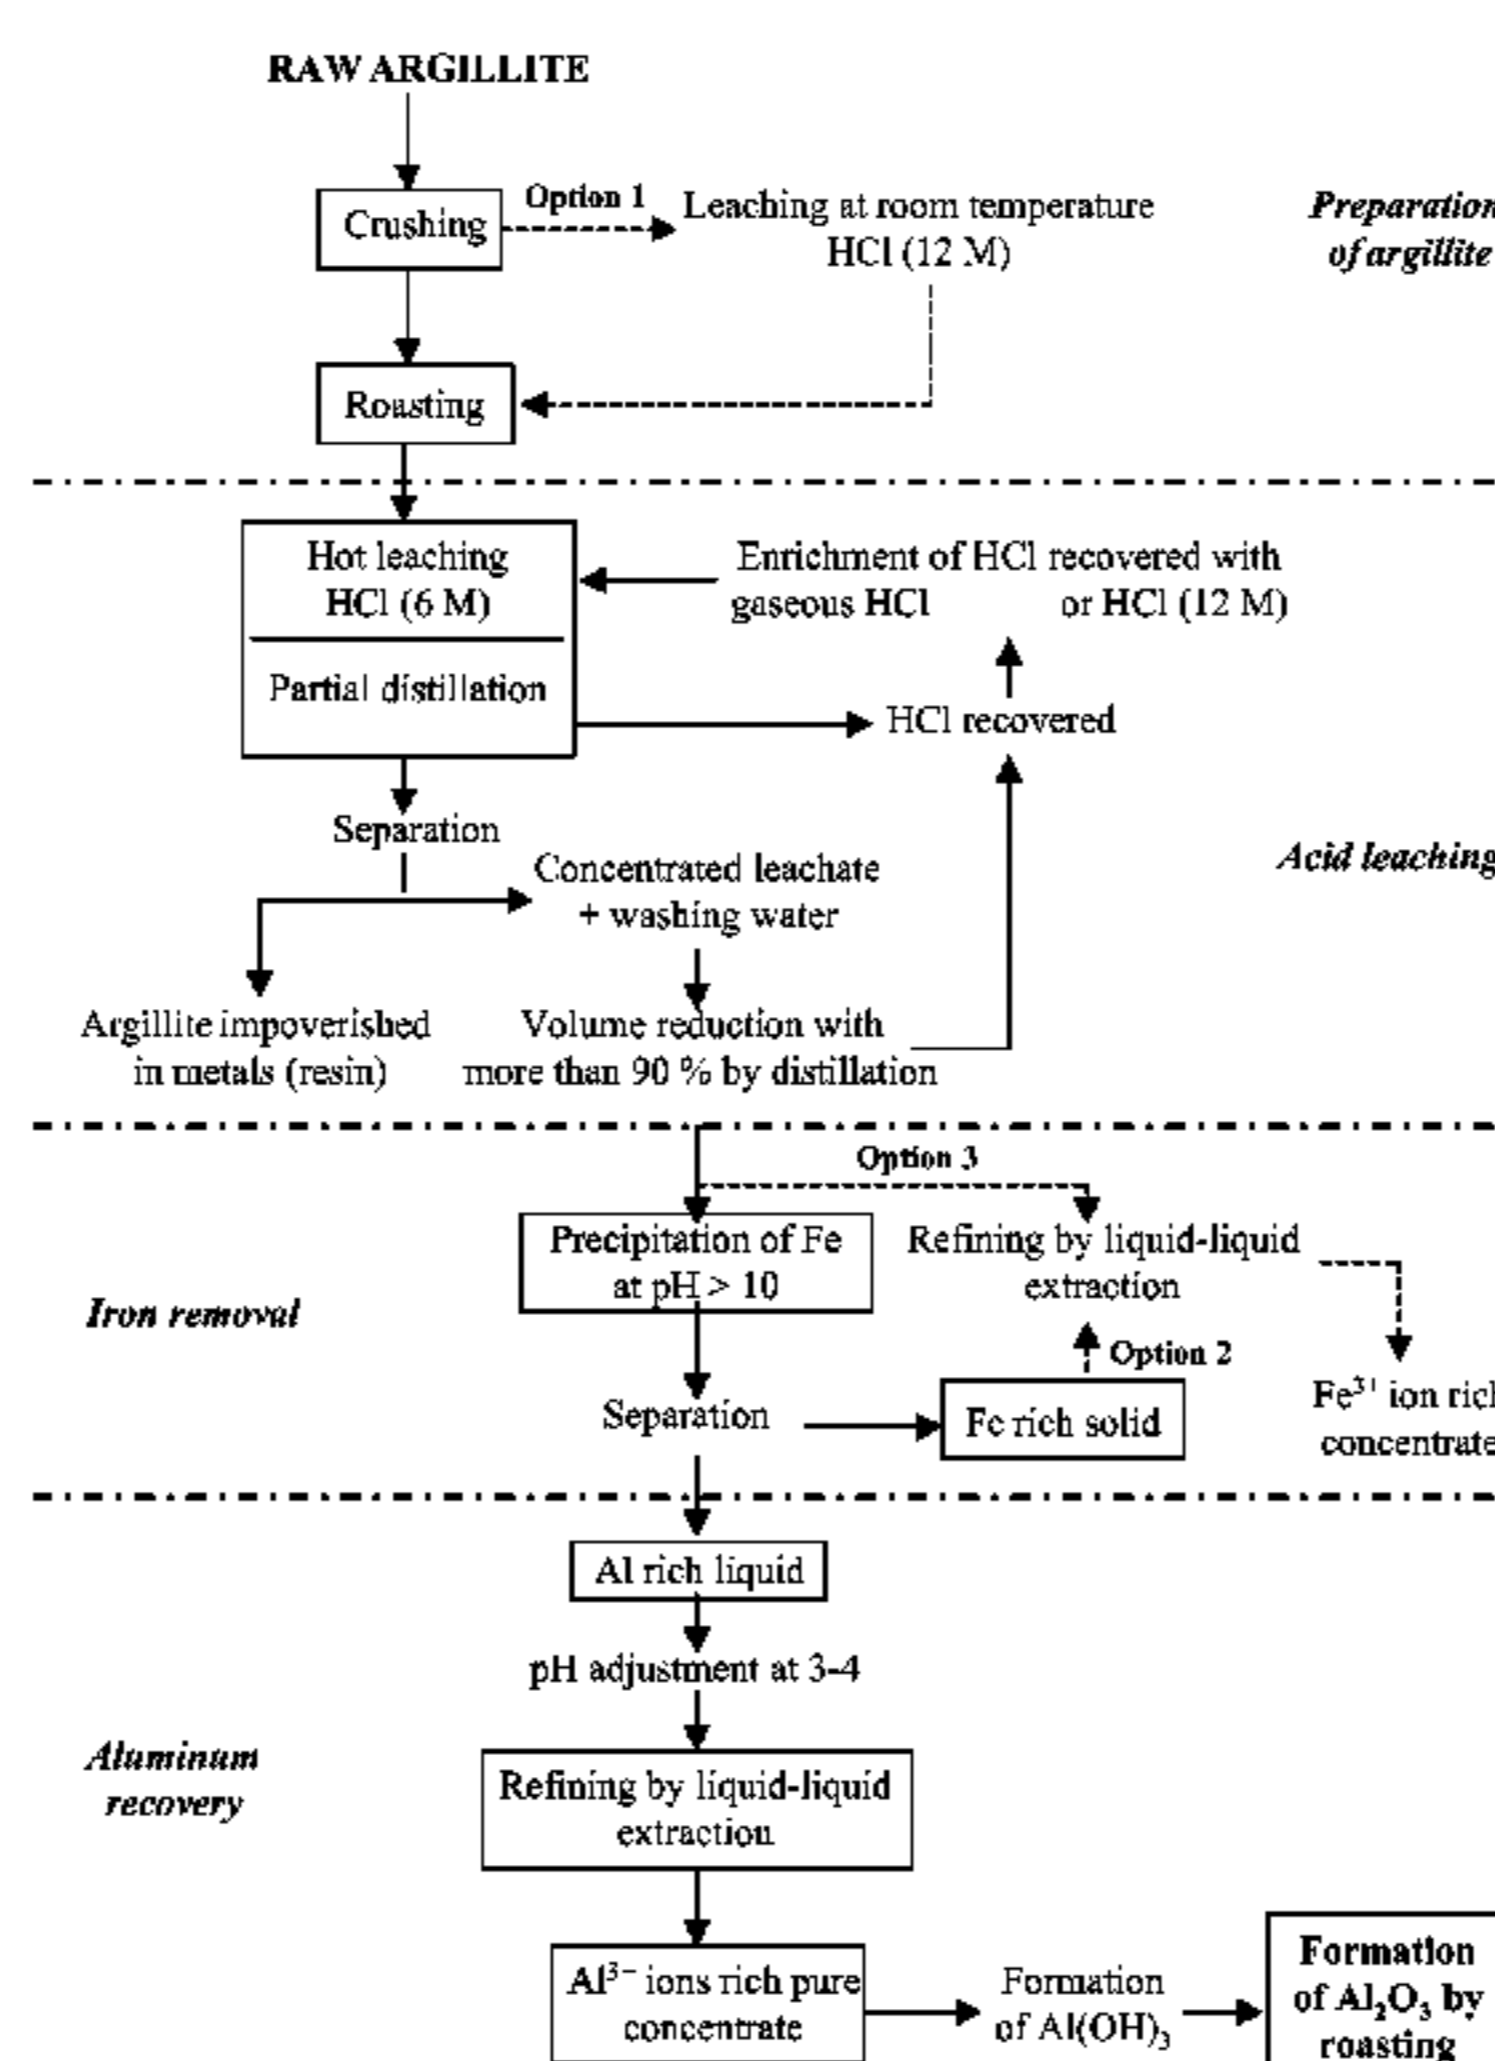 RAW ARGILLITE
Crushing
Option 1
Leaching at room temperature
HCl (12 M)
Preparation
of argillite
Roasting
Hot leaching
HCl (6 M)
Partial distillation
Enrichment of HCl recovered with
gaseous HCl or HCl (12 M)
HCl recovered
Separation
Concentrated leachate
+ washing water
Acid leaching
Argillite impoverished
in metals (resin)
Volume reduction with
more than 90 % by distillation
Option 3
Precipitation of Fe
at pH > 10
Refining by liquid-liquid
extraction
Iron removal
Option 2
Separation
Fe rich solid
Fe³⁺ ion rich
concentrate
Al rich liquid
pH adjustment at 3-4
Aluminum
recovery
Refining by liquid-liquid
extraction
Al³⁻ ions rich pure
concentrate
Formation
of Al(OH)₃
Formation
of Al₂O₃ by
roasting